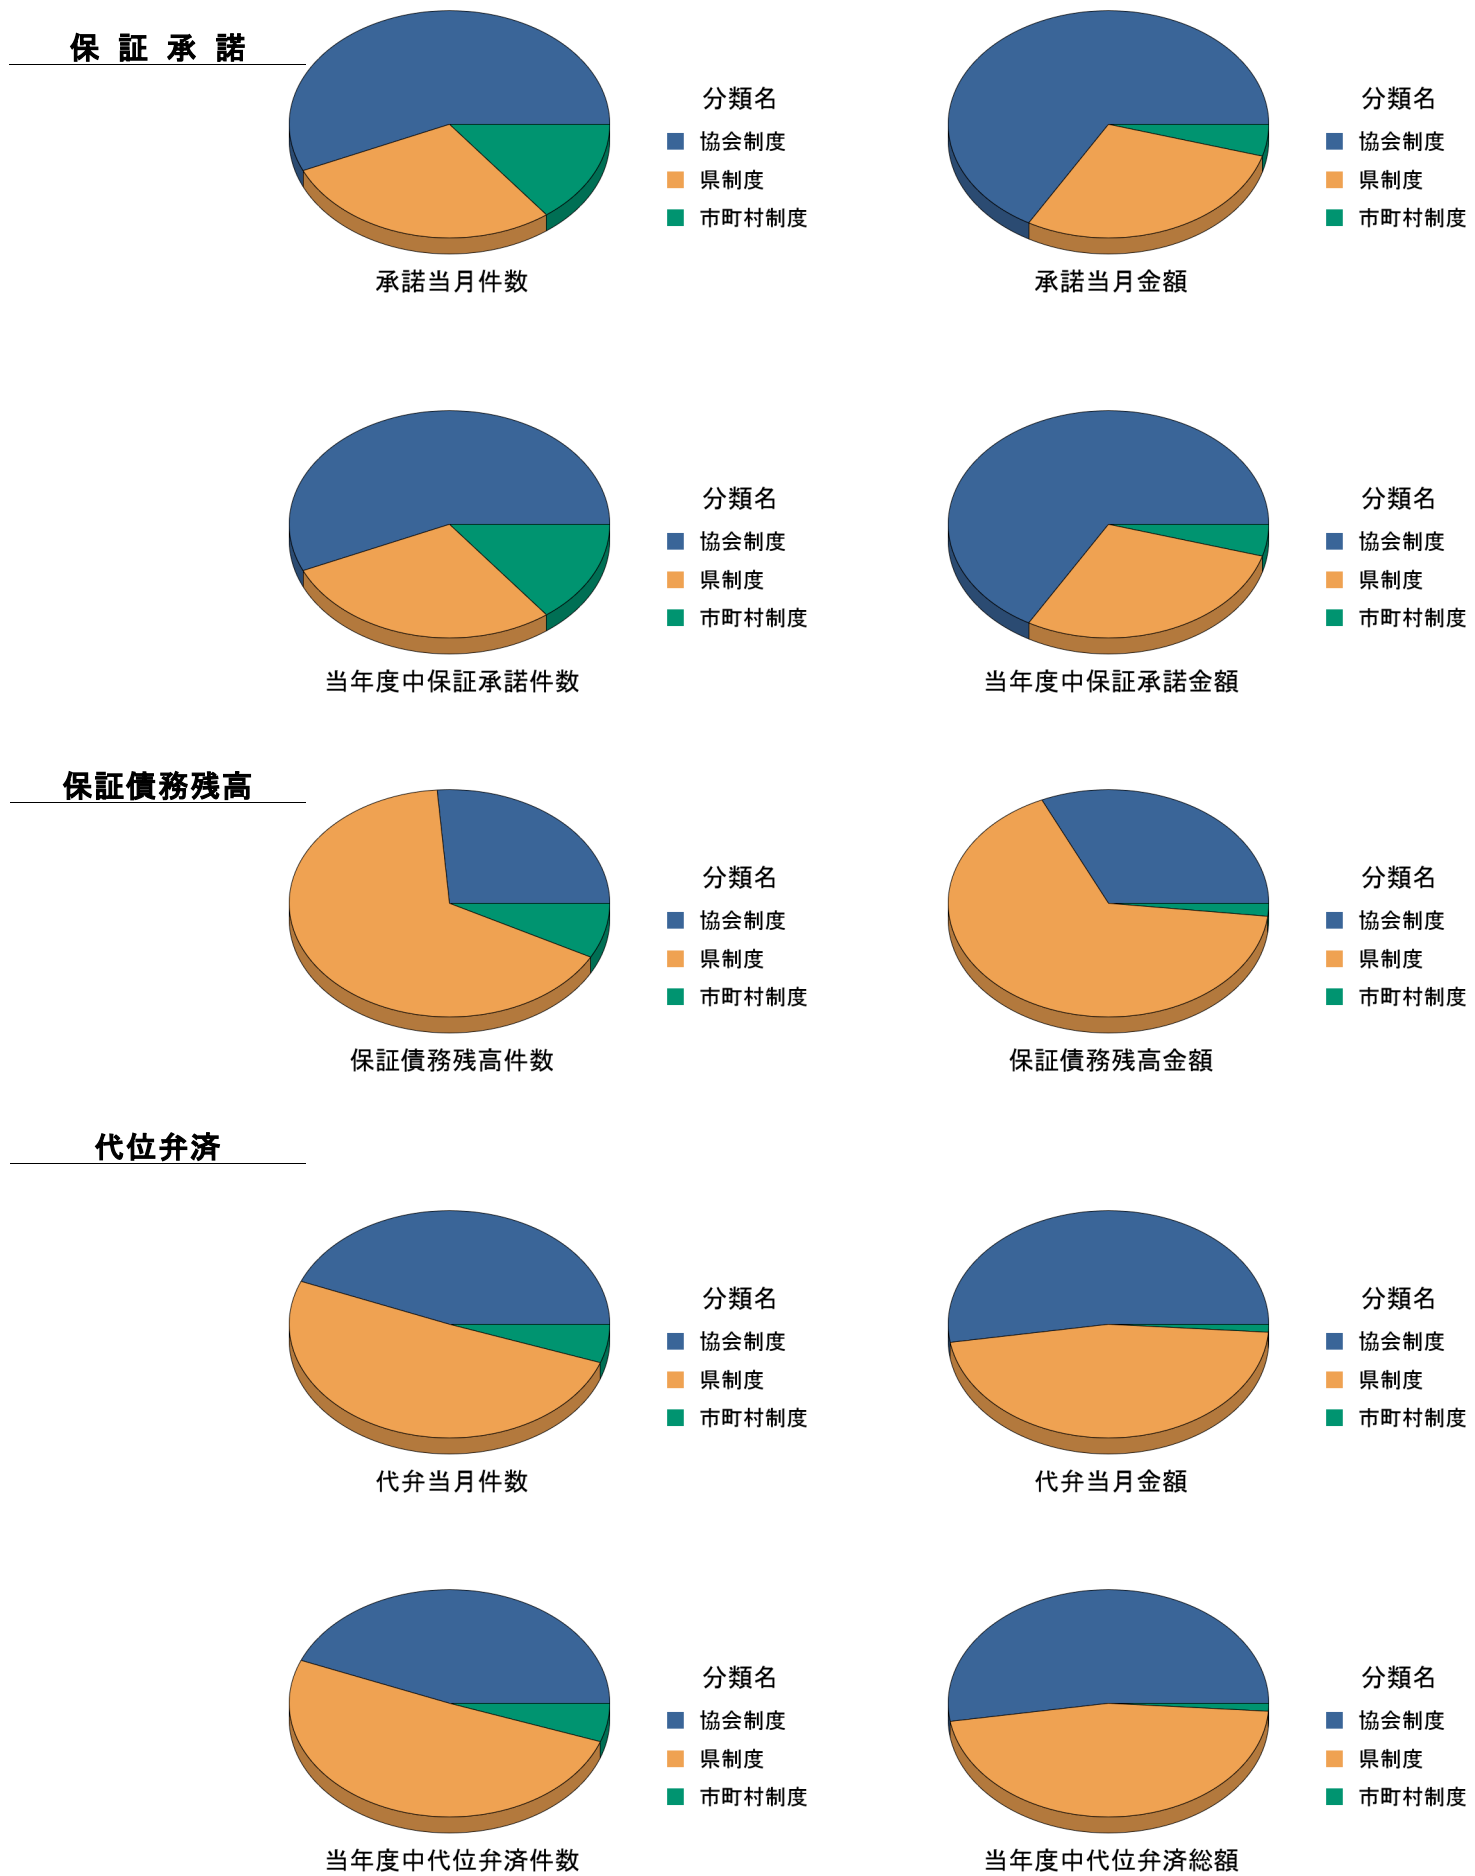 保 証 承 諾
分類名
協会制度
県制度
市町村制度
承諾当月件数
分類名
協会制度
県制度
市町村制度
承諾当月金額
分類名
協会制度
県制度
市町村制度
当年度中保証承諾件数
分類名
協会制度
県制度
市町村制度
当年度中保証承諾金額
保証債務残高
分類名
協会制度
県制度
市町村制度
保証債務残高件数
分類名
協会制度
県制度
市町村制度
保証債務残高金額
代位弁済
分類名
協会制度
県制度
市町村制度
代弁当月件数
分類名
協会制度
県制度
市町村制度
代弁当月金額
分類名
協会制度
県制度
市町村制度
当年度中代位弁済件数
分類名
協会制度
県制度
市町村制度
当年度中代位弁済総額